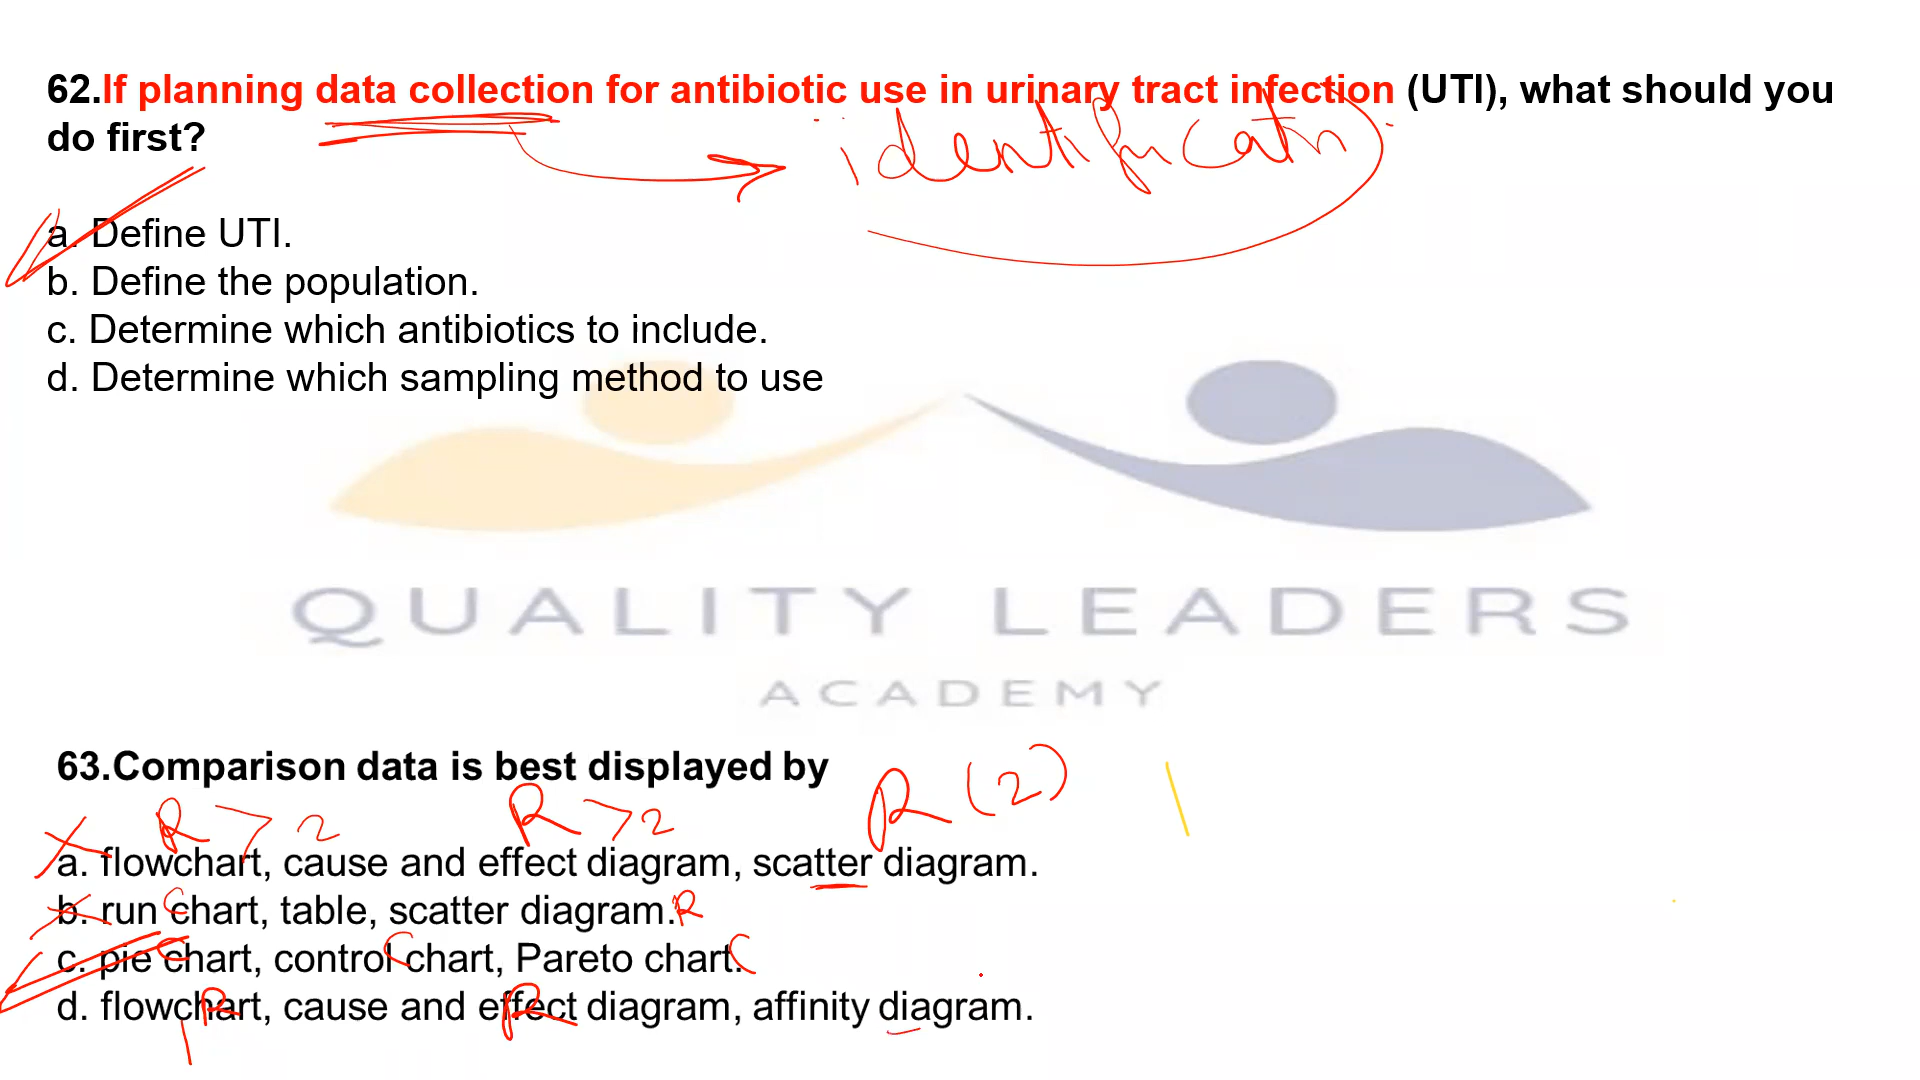 62.If planning data collection for antibiotic use in urinary tract infection (UTI), what should you
do first?
identificatn
a. Define UTI.
b. Define the population.
c. Determine which antibiotics to include.
d. Determine which sampling method to use
QUALITY LEADERS
ACADEMY
63.Comparison data is best displayed by
R > 2 R > 2 R (2)
a. flowchart, cause and effect diagram, scatter diagram.
b. run chart, table, scatter diagram. R
c. pie chart, control chart, Pareto chart. C
d. flowchart, cause and effect diagram, affinity diagram.